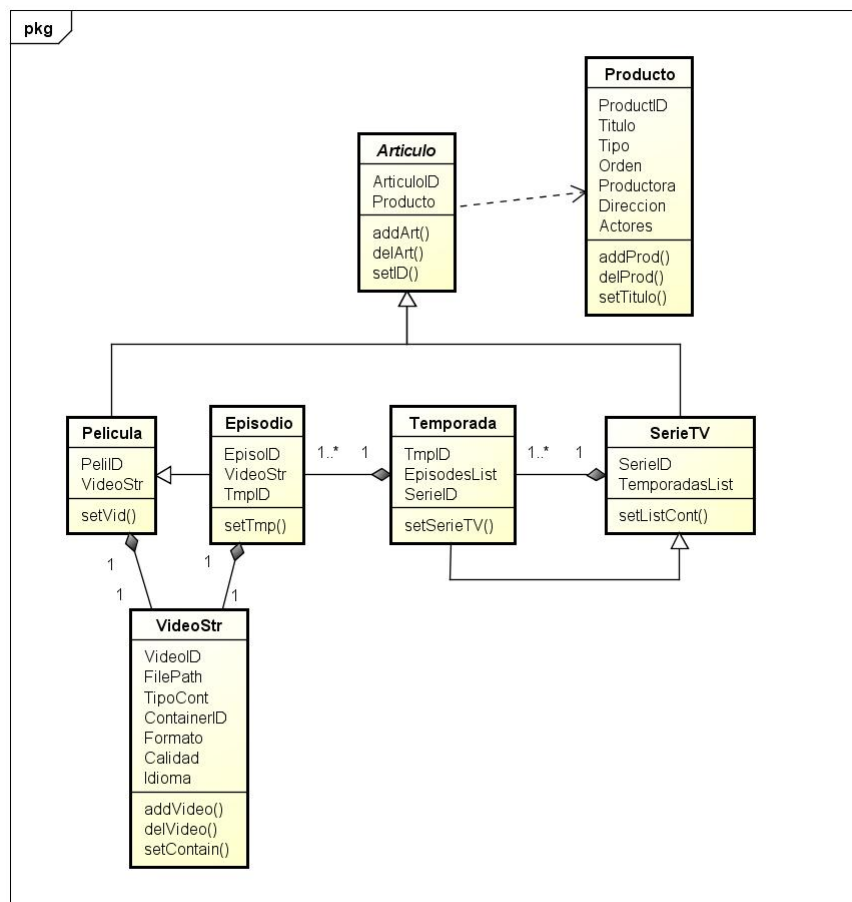 pkg
Producto
ProductID
Titulo
Tipo
Orden
Productora
Direccion
Actores
addProd()
delProd()
setTitulo()
Articulo
ArticuloID
Producto
addArt()
delArt()
setID()
Pelicula
PeliID
VideoStr
setVid()
Episodio
EpisoID
VideoStr
TmpID
setTmp()
1..*
1
Temporada
TmpID
EpisodesList
SerieID
setSerieTV()
1..*
1
SerieTV
SerieID
TemporadasList
setListCont()
1
1
1
1
VideoStr
VideoID
FilePath
TipoCont
ContainerID
Formato
Calidad
Idioma
addVideo()
delVideo()
setContain()